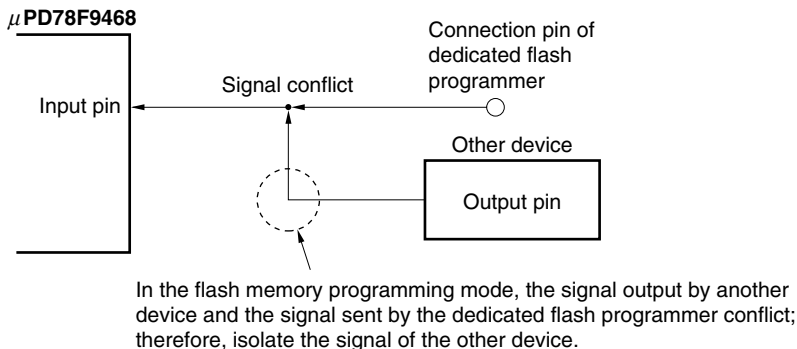 μPD78F9468
Connection pin of
dedicated flash
programmer
Signal conflict
Input pin
Other device
Output pin
In the flash memory programming mode, the signal output by another
device and the signal sent by the dedicated flash programmer conflict;
therefore, isolate the signal of the other device.